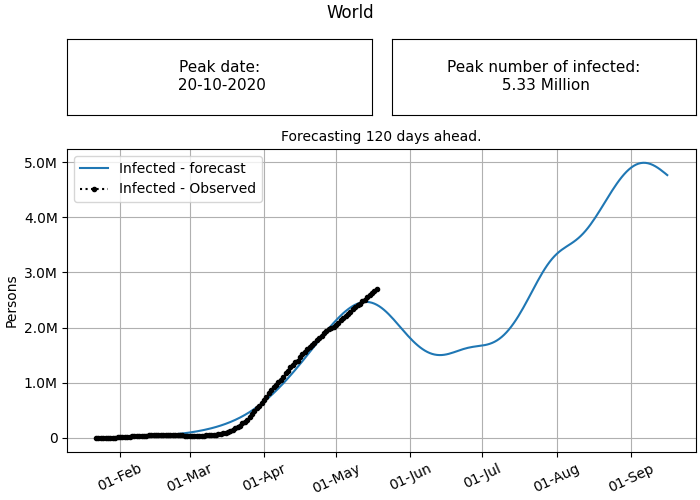 World
Peak date:
20-10-2020
Peak number of infected:
5.33 Million
Forecasting 120 days ahead.
Infected - forecast
Infected - Observed
5.0M
4.0M
3.0M
2.0M
1.0M
0
Persons
01-Feb
01-Mar
01-Apr
01-May
01-Jun
01-Jul
01-Aug
01-Sep